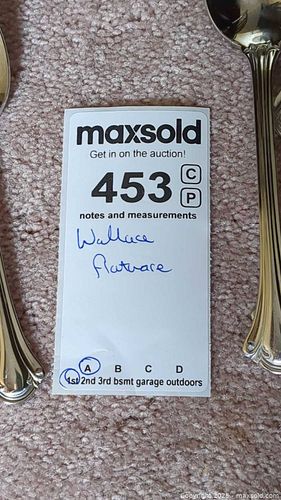 maxsold
Get in on the auction!
453 C
P
notes and measurements
Wallace
Flatware
A B C D
1st 2nd 3rd bsmt garage outdoors
Copyright 2025 - maxsold.com